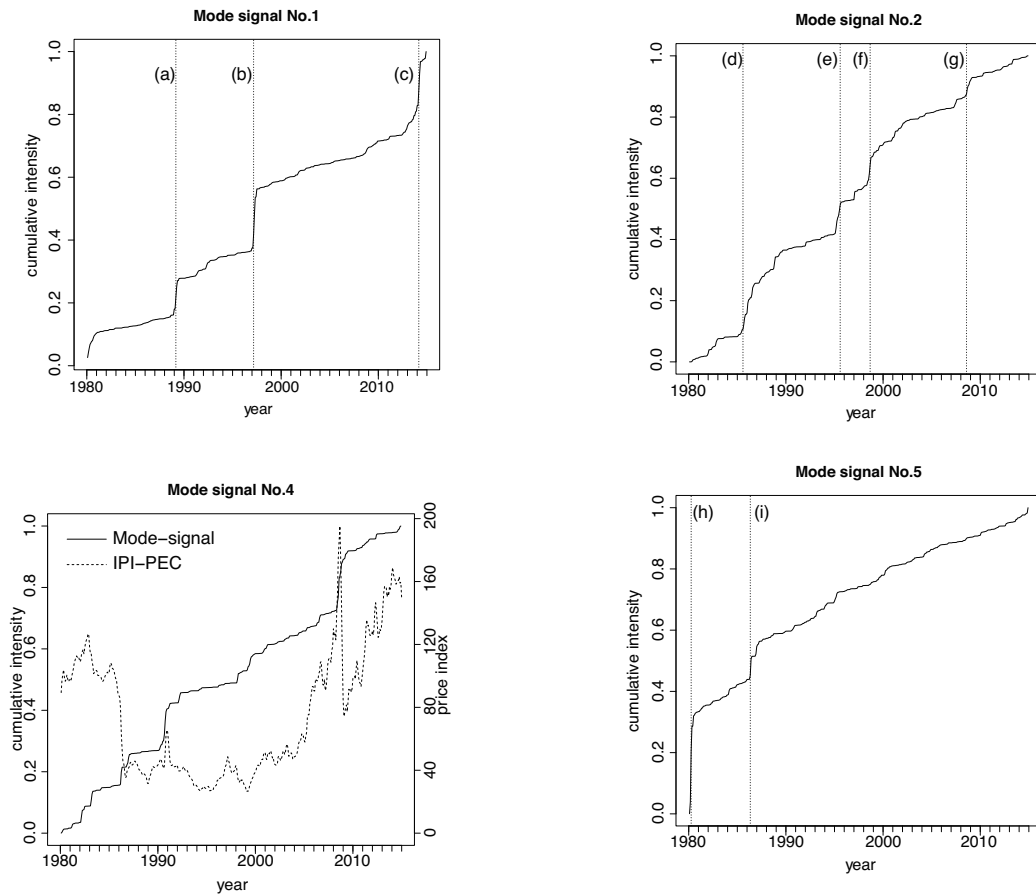 Mode signal No.1
cumulative intensity
1.0
0.8
0.6
0.4
0.2
0.0
(a)
(b)
(c)
1980
1990
2000
2010
year
Mode signal No.2
cumulative intensity
1.0
0.8
0.6
0.4
0.2
0.0
(d)
(e)
(f)
(g)
1980
1990
2000
2010
year
Mode signal No.4
cumulative intensity
1.0
0.8
0.6
0.4
0.2
0.0
Mode−signal
IPI−PEC
200
160
120
80
40
0
price index
1980
1990
2000
2010
year
Mode signal No.5
cumulative intensity
1.0
0.8
0.6
0.4
0.2
0.0
(h)
(i)
1980
1990
2000
2010
year